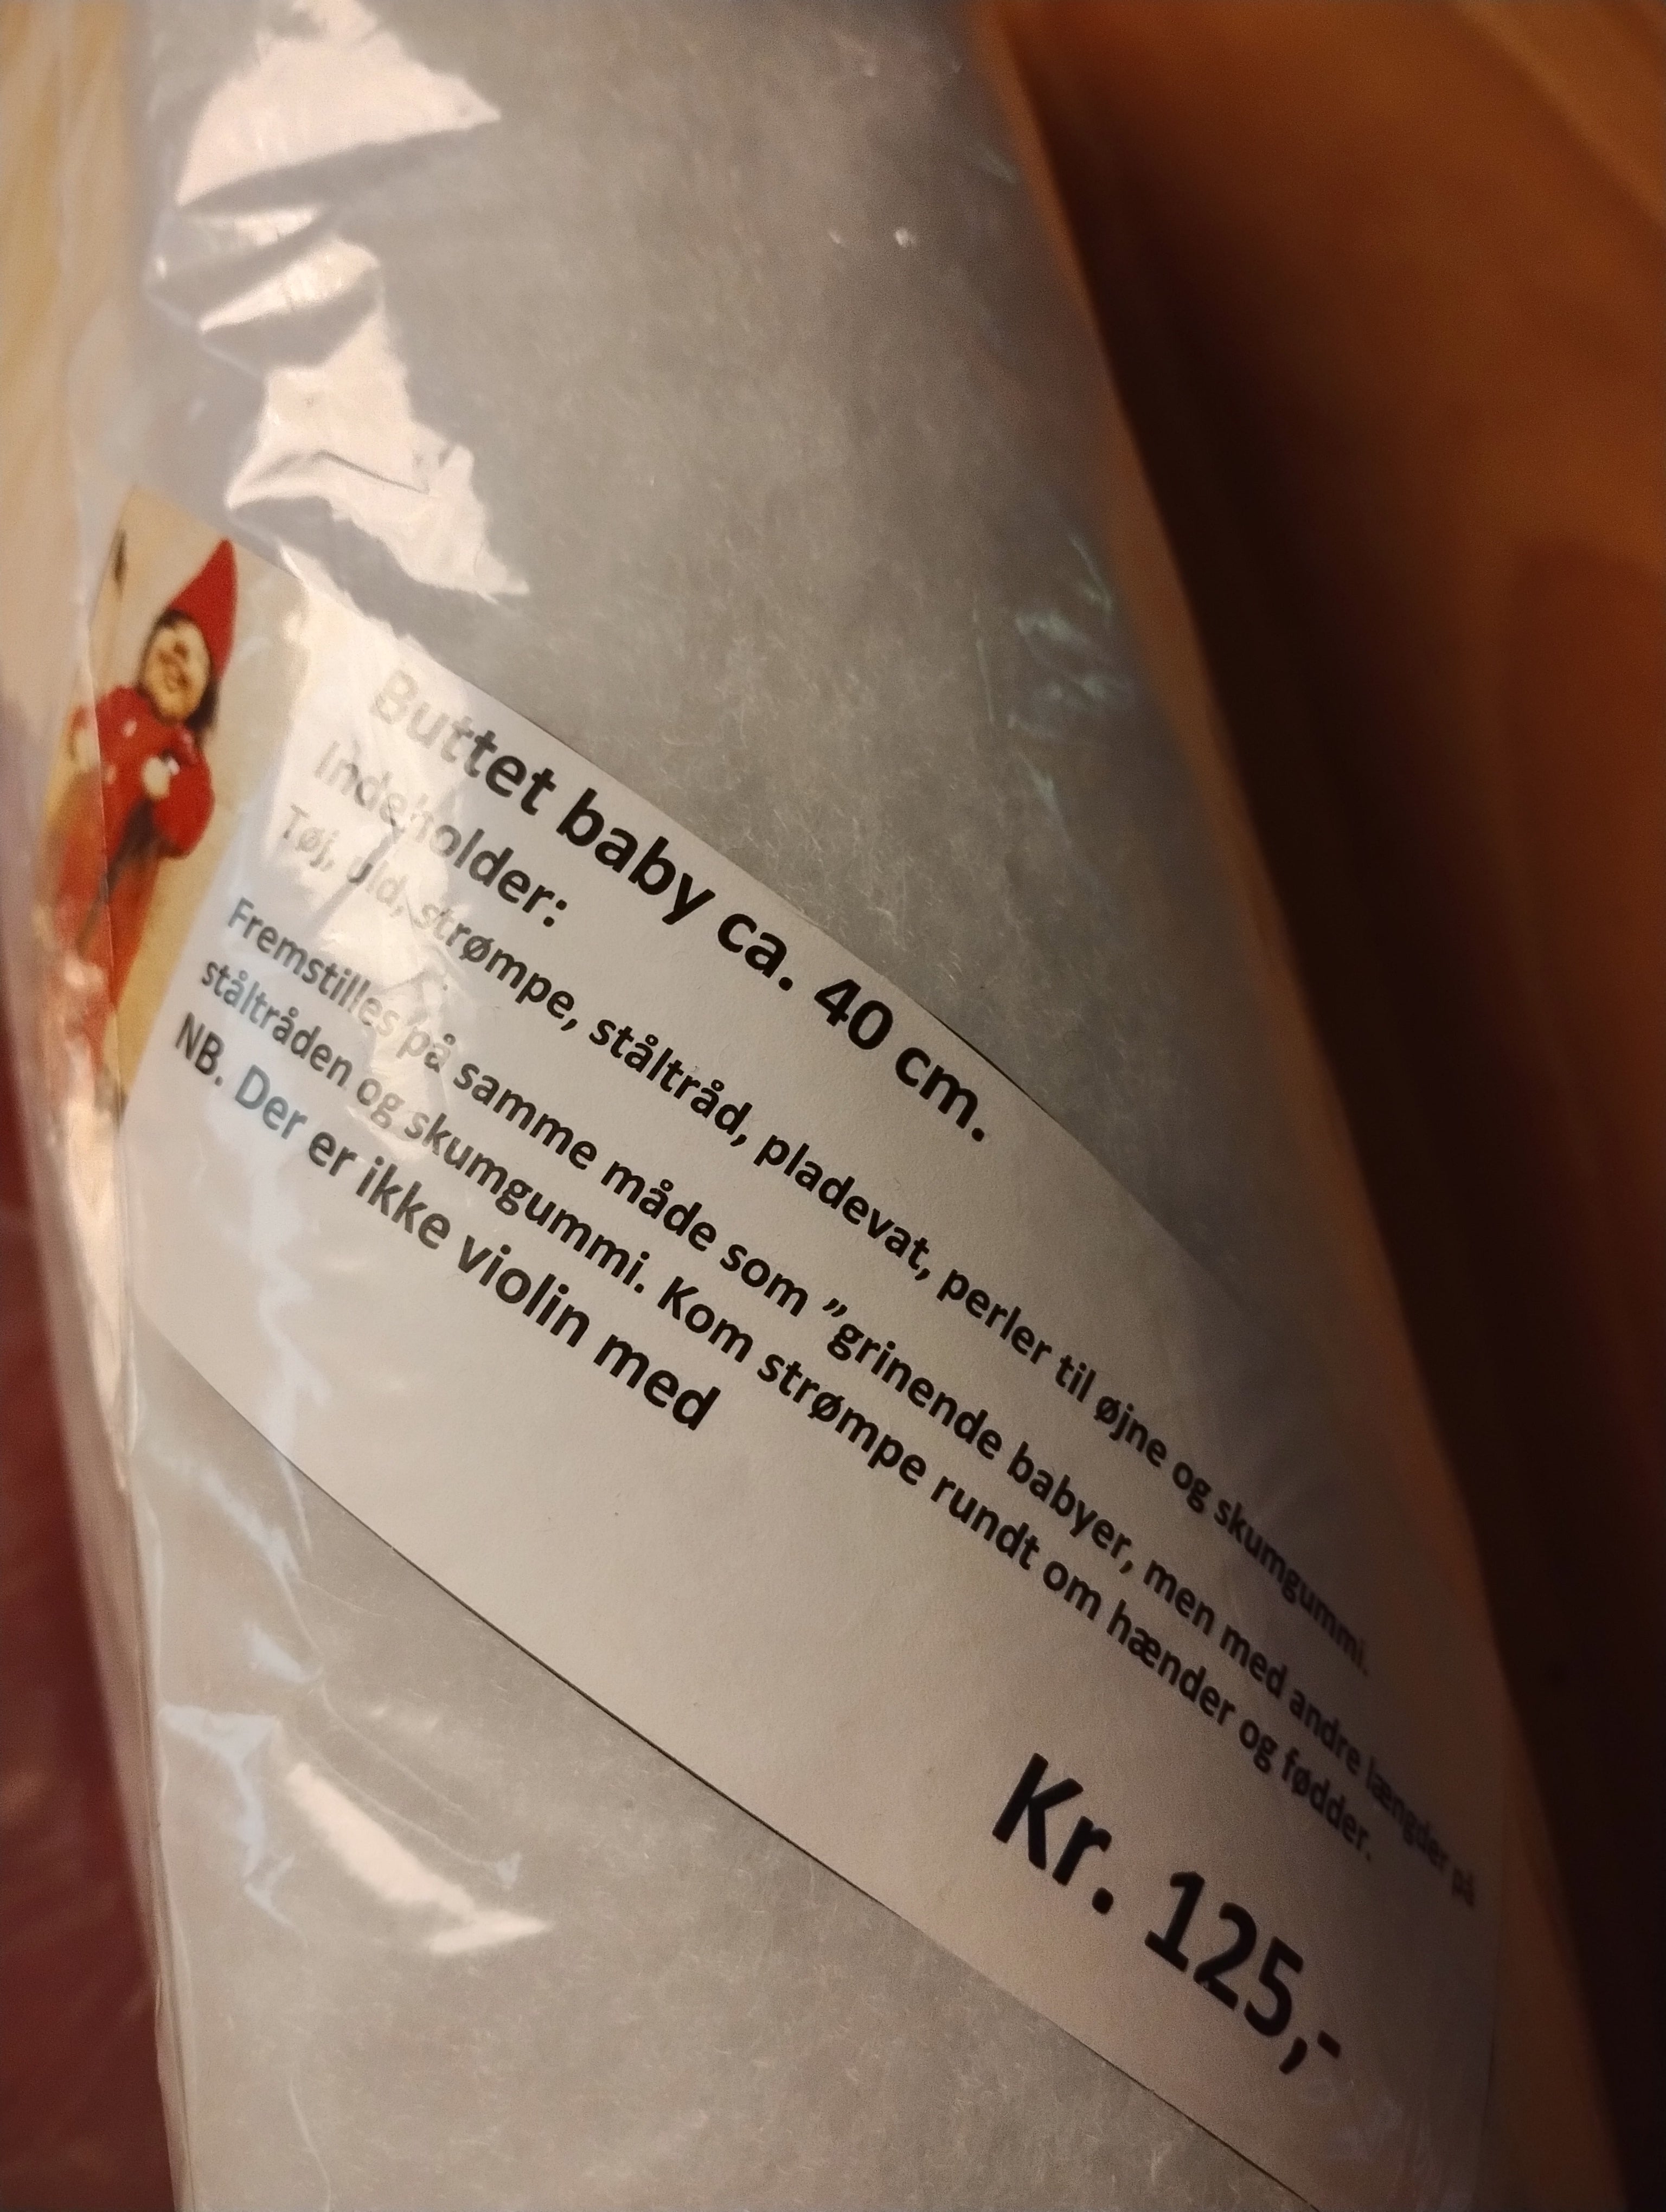 Buttet baby ca. 40 cm.
Indeholder:
Tøj, uld, strømpe, ståltråd, pladevat, perler til øjne og skumgummi.
Fremstilles på samme måde som ”grinende babyer, men med andre længder på
ståltråden og skumgummi. Kom strømpe rundt om hænder og fødder.
NB. Der er ikke violin med
Kr. 125,-